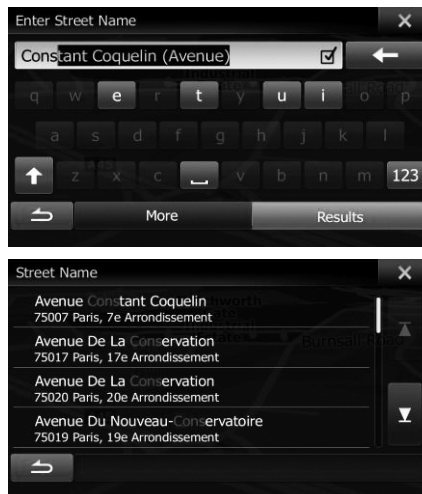 Enter Street Name
Constant Coquelin (Avenue)
q w e r t y u i o p
a s d f g h j k l
z x c v b n m 123
More Results
Street Name
Avenue Constant Coquelin
75007 Paris, 7e Arrondissement
Avenue De La Conservation
75017 Paris, 17e Arrondissement
Avenue De La Conservation
75020 Paris, 20e Arrondissement
Avenue Du Nouveau-Conservatoire
75019 Paris, 19e Arrondissement